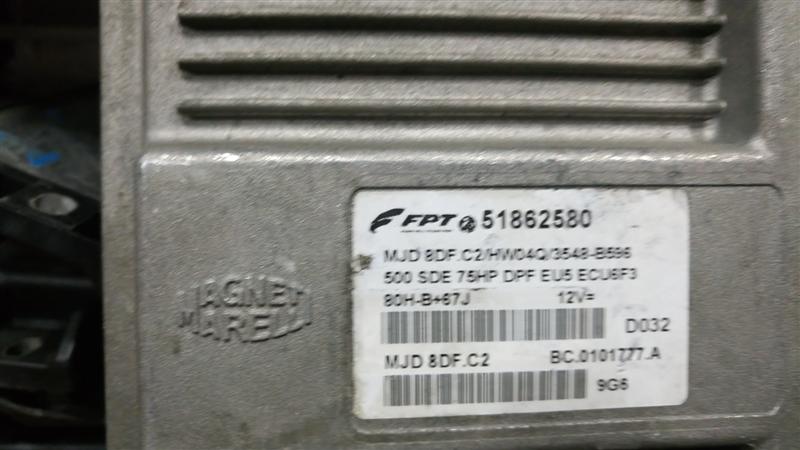 FPT 51862580
MJD 8DF.C2/HW04Q/3548-B596
500 SDE 75HP DPF EU5 ECU6F3
80H-B+67J 12V=
D032
MAGNETI
MARELLI
MJD 8DF.C2 BC.0101777.A
9G6